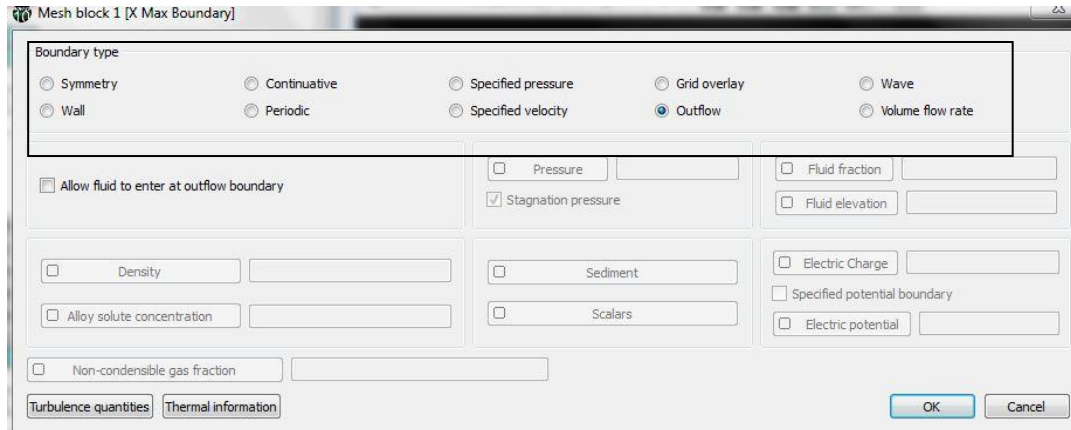 Mesh block 1 [X Max Boundary]
Boundary type
Symmetry Continuative Specified pressure Grid overlay Wave
Wall Periodic Specified velocity Outflow Volume flow rate
Allow fluid to enter at outflow boundary
Pressure
Stagnation pressure
Fluid fraction
Fluid elevation
Density
Alloy solute concentration
Sediment
Scalars
Electric Charge
Specified potential boundary
Electric potential
Non-condensible gas fraction
Turbulence quantities Thermal information
OK Cancel